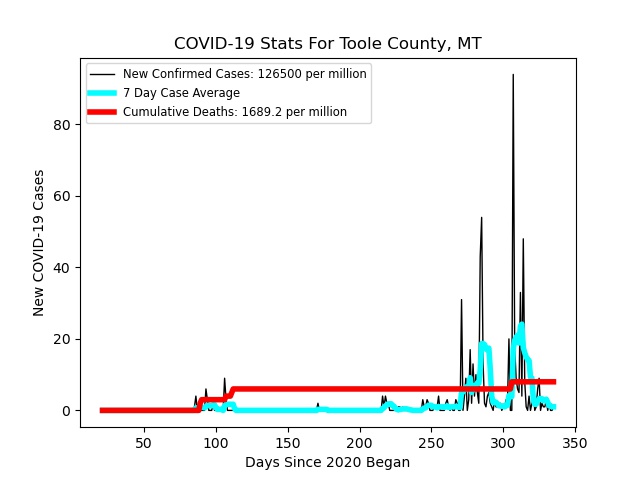 COVID-19 Stats For Toole County, MT
New Confirmed Cases: 126500 per million
7 Day Case Average
Cumulative Deaths: 1689.2 per million
New COVID-19 Cases
80
60
40
20
0
50 100 150 200 250 300 350
Days Since 2020 Began